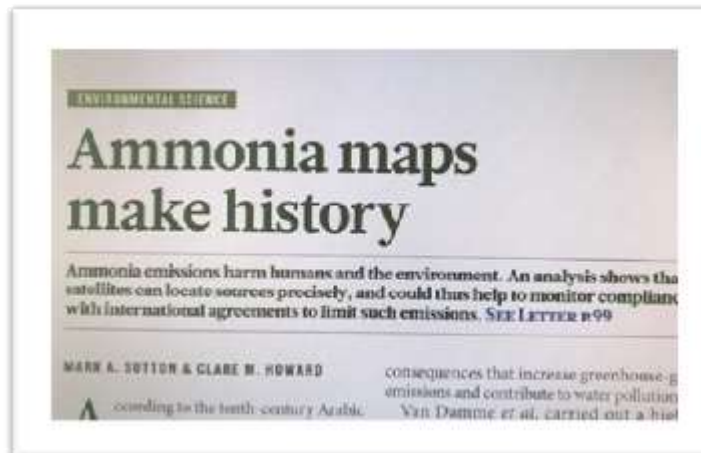 ENVIRONMENTAL SCIENCE
Ammonia maps
make history
Ammonia emissions harm humans and the environment. An analysis shows tha
satellites can locate sources precisely, and could thus help to monitor complianc
with international agreements to limit such emissions. SEE LETTER P.99
MARK A. SUTTON & CLARE M. HOWARD
According to the tenth-century Arabic
consequences that increase greenhouse-g
emissions and contribute to water pollution
Van Damme et al. carried out a